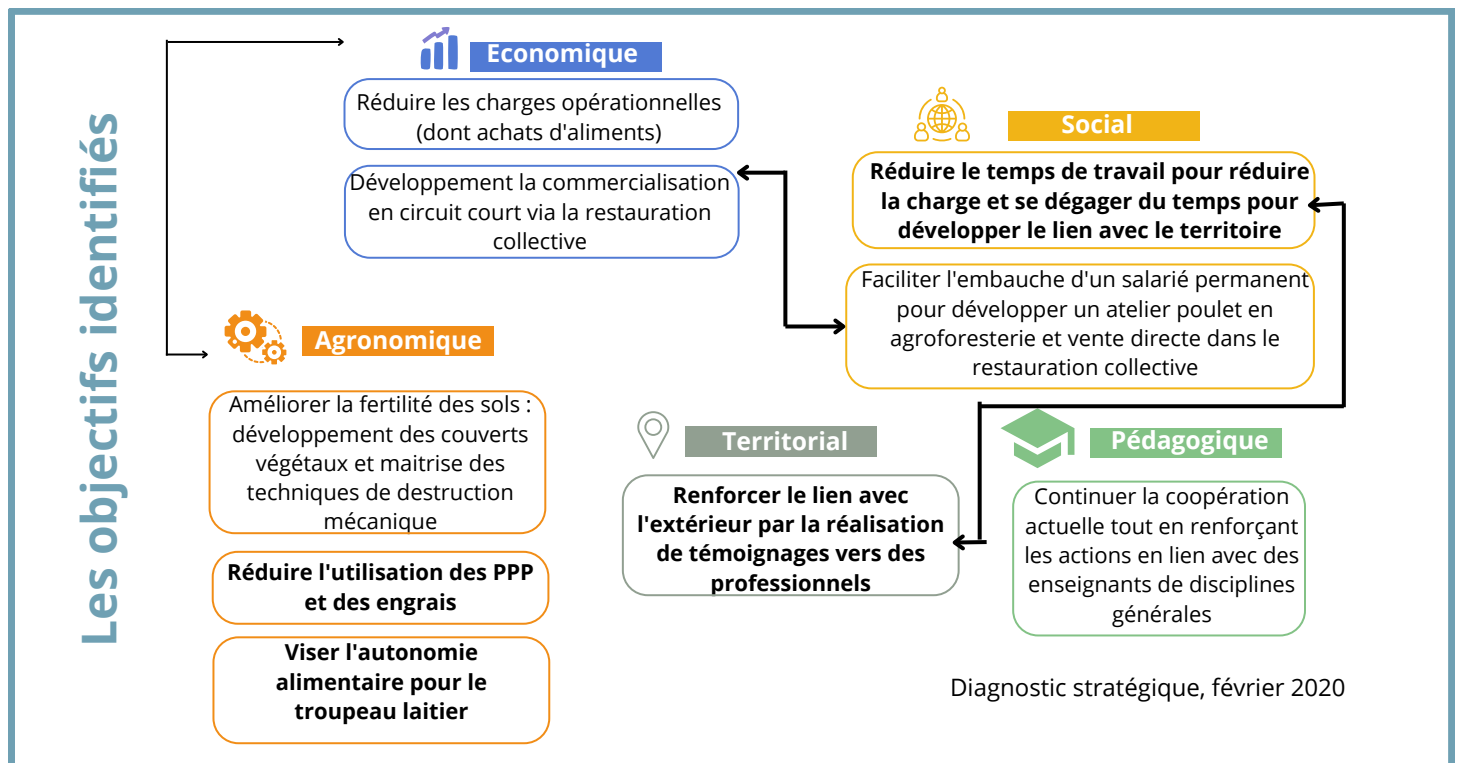 Les objectifs identifiés
Economique
Réduire les charges opérationnelles
(dont achats d'aliments)
Développement la commercialisation
en circuit court via la restauration
collective
Social
Réduire le temps de travail pour réduire
la charge et se dégager du temps pour
développer le lien avec le territoire
Faciliter l'embauche d'un salarié permanent
pour développer un atelier poulet en
agroforesterie et vente directe dans le
restauration collective
Agronomique
Améliorer la fertilité des sols :
développement des couverts
végétaux et maitrise des
techniques de destruction
mécanique
Réduire l'utilisation des PPP
et des engrais
Viser l'autonomie
alimentaire pour le
troupeau laitier
Territorial
Renforcer le lien avec
l'extérieur par la réalisation
de témoignages vers des
professionnels
Pédagogique
Continuer la coopération
actuelle tout en renforçant
les actions en lien avec des
enseignants de disciplines
générales
Diagnostic stratégique, février 2020